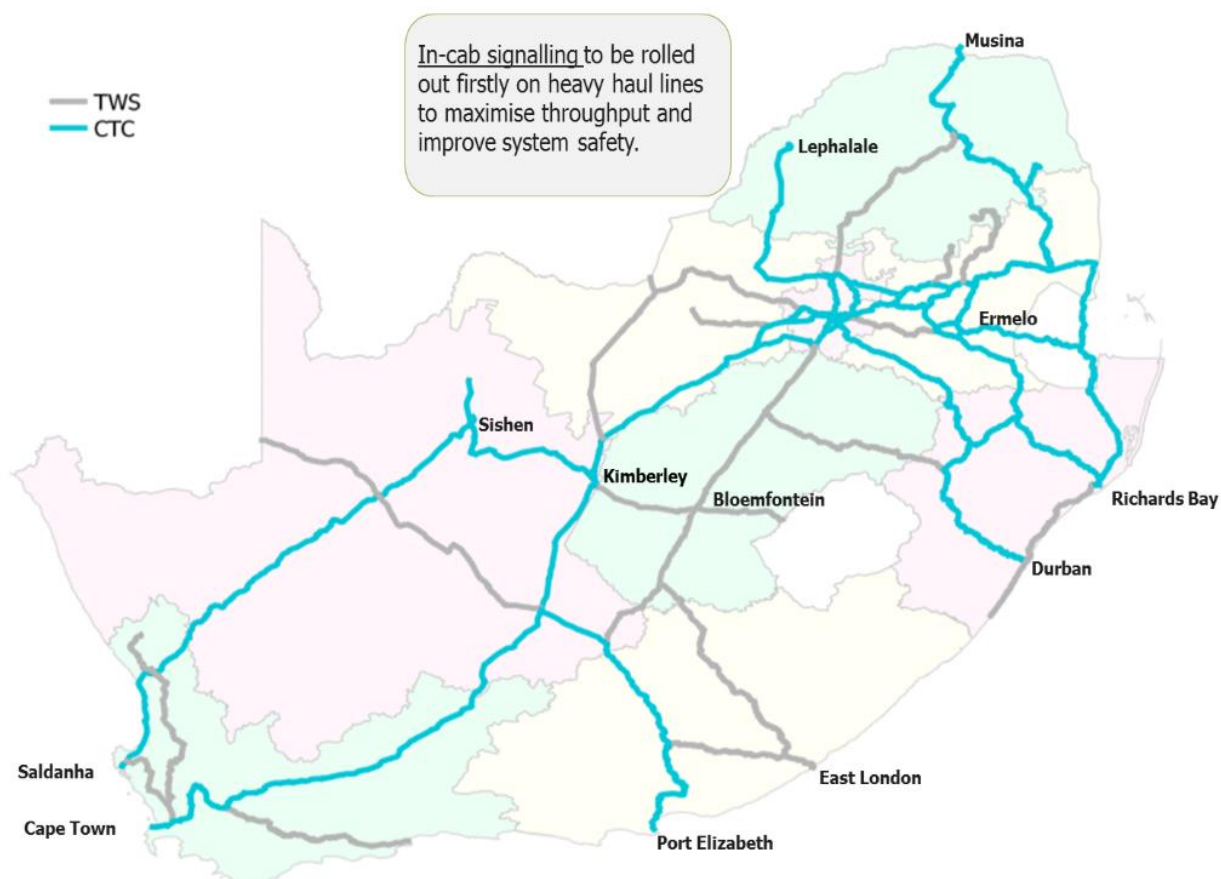 In-cab signalling to be rolled
out firstly on heavy haul lines
to maximise throughput and
improve system safety.
Musina
TWS
CTC
Lephalale
Ermelo
Sishen
Kimberley
Bloemfontein
Richards Bay
Durban
Saldanha
East London
Cape Town
Port Elizabeth